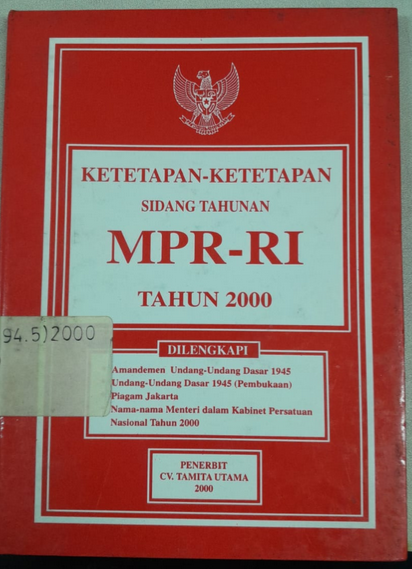 KETETAPAN-KETETAPAN
SIDANG TAHUNAN
MPR-RI
TAHUN 2000
94.5)2000
DILENGKAPI
Amandemen Undang-Undang Dasar 1945
Undang-Undang Dasar 1945 (Pembukaan)
Piagam Jakarta
Nama-nama Menteri dalam Kabinet Persatuan
Nasional Tahun 2000
PENERBIT
CV. TAMITA UTAMA
2000